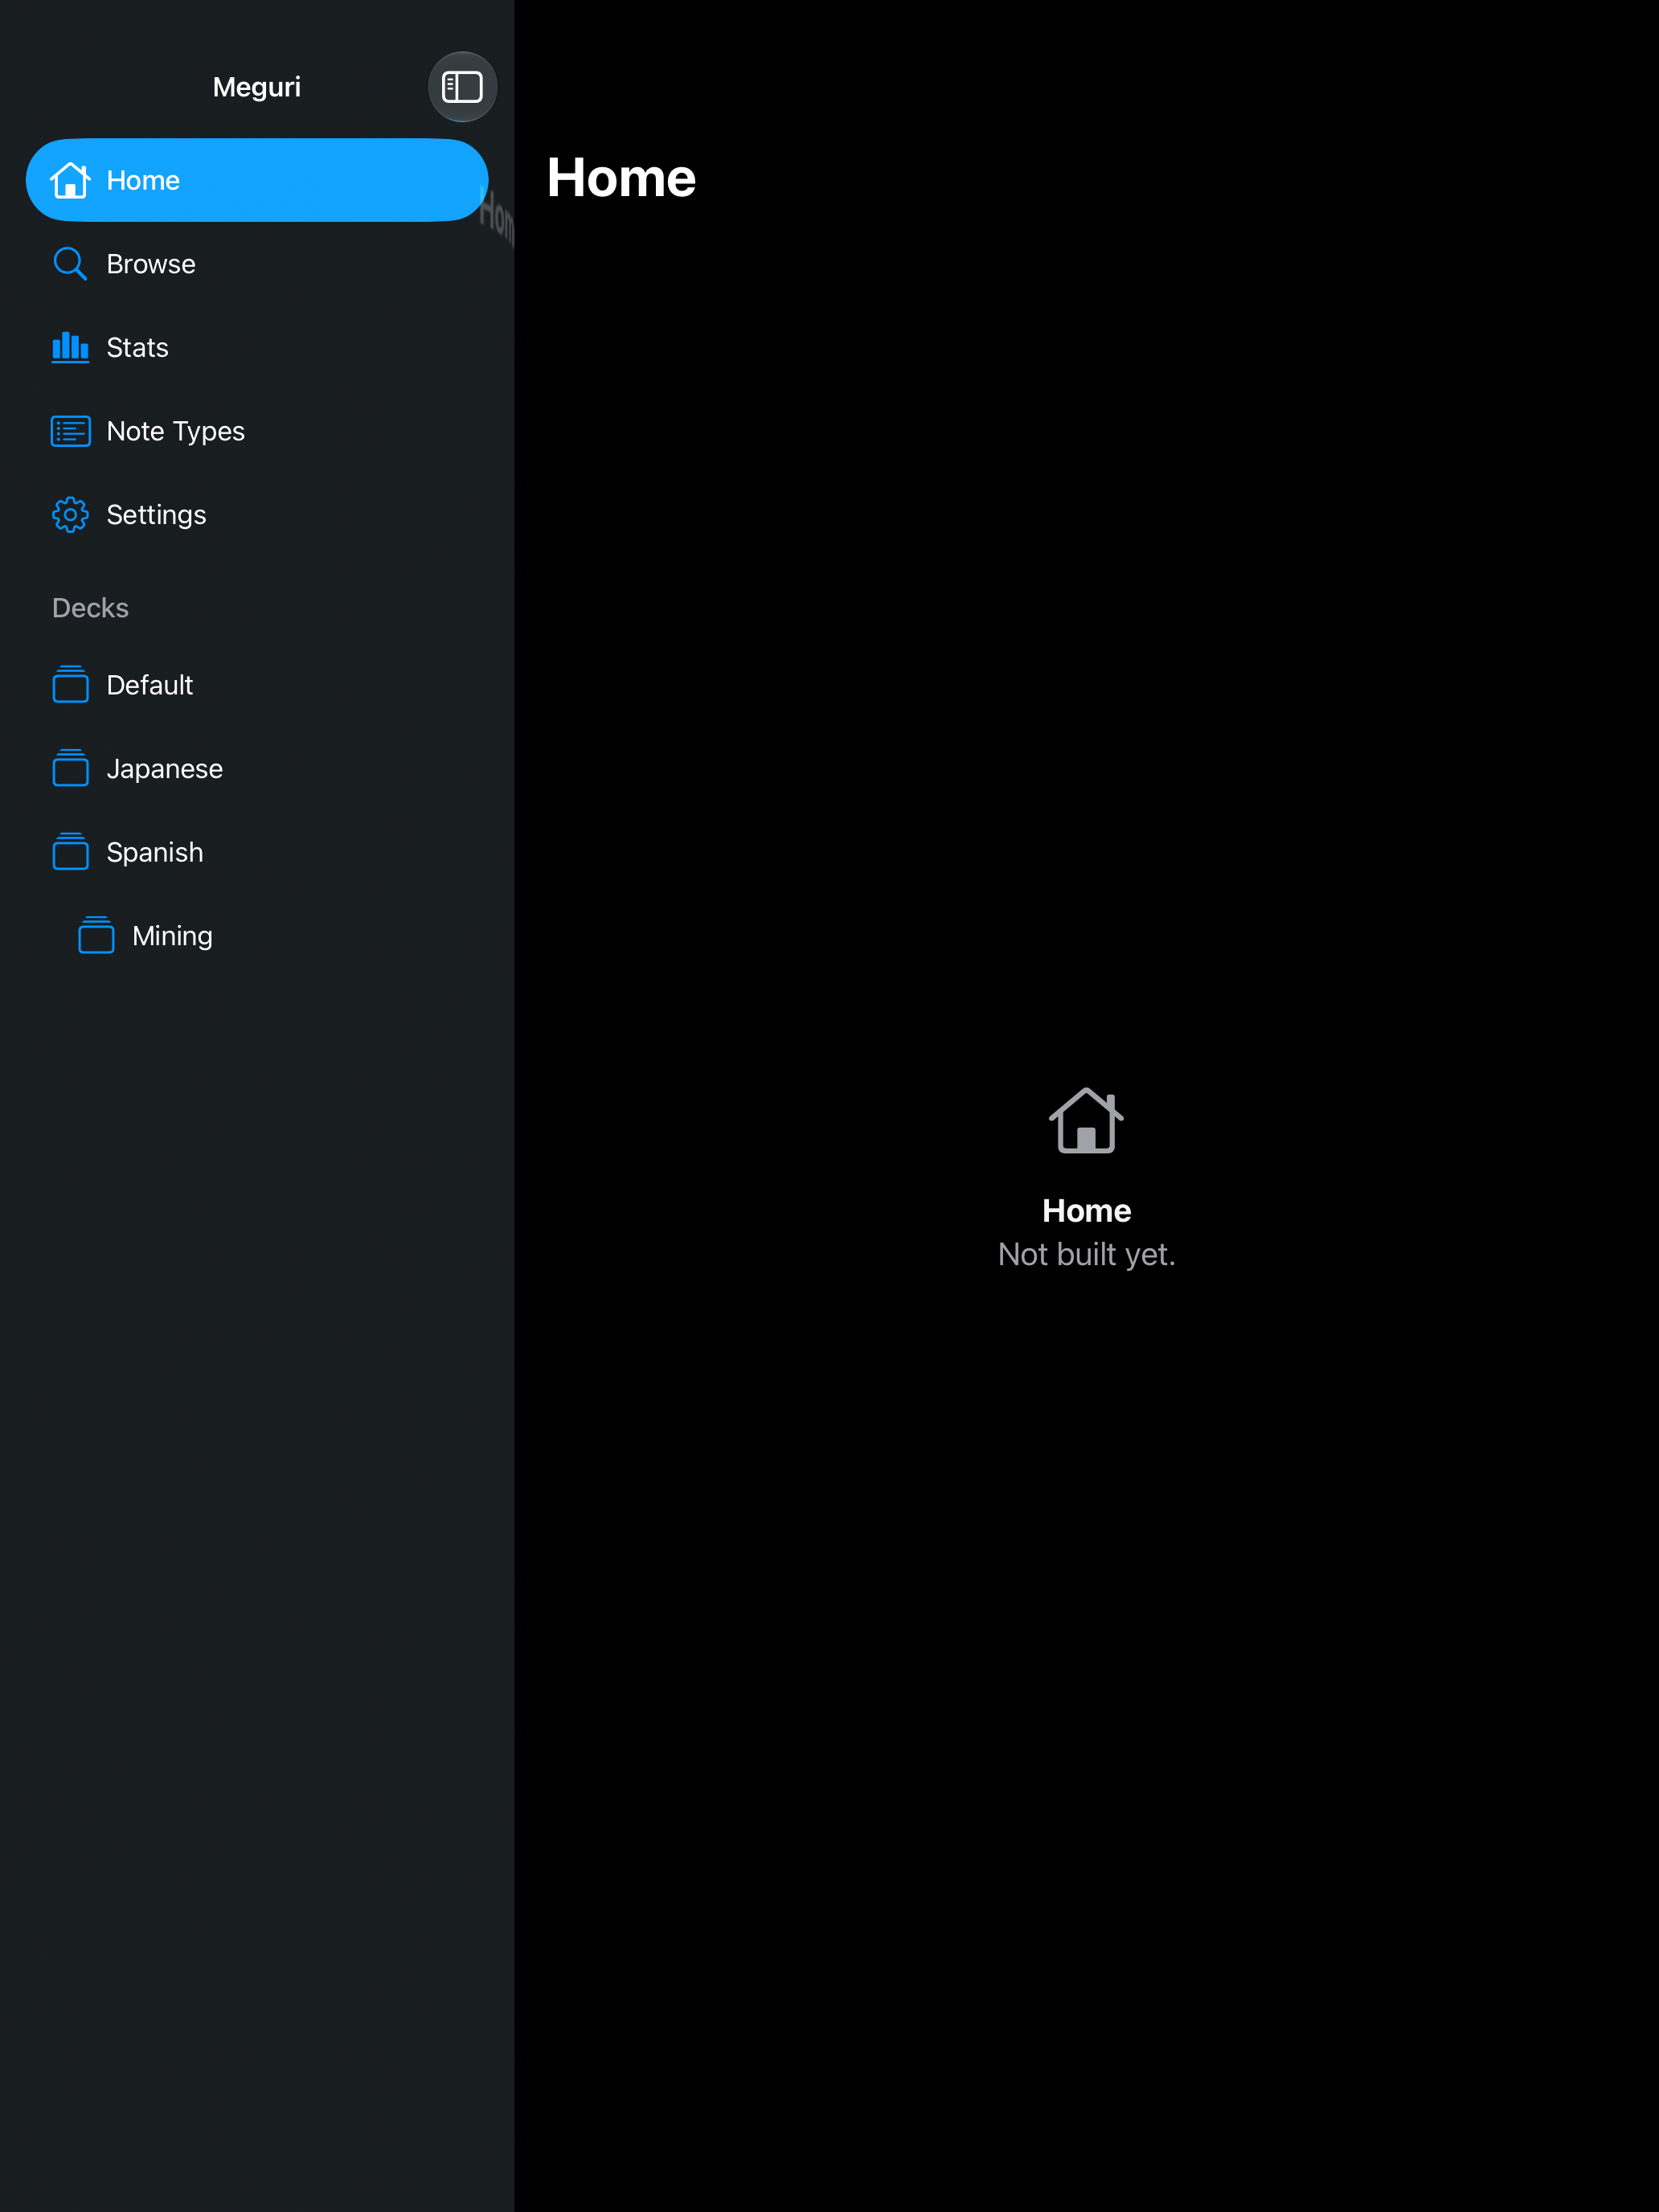 Meguri
Home
Browse
Stats
Note Types
Settings
Decks
Default
Japanese
Spanish
Mining
Home
Home
Not built yet.